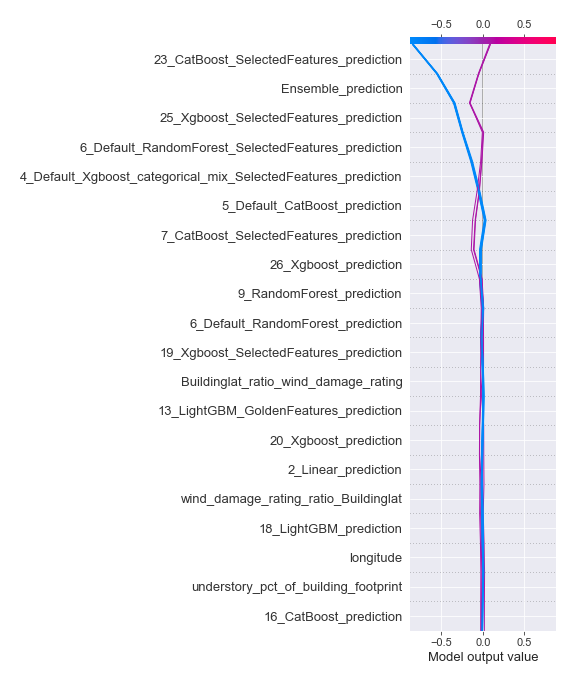 −0.5 0.0 0.5
23_CatBoost_SelectedFeatures_prediction
Ensemble_prediction
25_Xgboost_SelectedFeatures_prediction
6_Default_RandomForest_SelectedFeatures_prediction
4_Default_Xgboost_categorical_mix_SelectedFeatures_prediction
5_Default_CatBoost_prediction
7_CatBoost_SelectedFeatures_prediction
26_Xgboost_prediction
9_RandomForest_prediction
6_Default_RandomForest_prediction
19_Xgboost_SelectedFeatures_prediction
Buildinglat_ratio_wind_damage_rating
13_LightGBM_GoldenFeatures_prediction
20_Xgboost_prediction
2_Linear_prediction
wind_damage_rating_ratio_Buildinglat
18_LightGBM_prediction
longitude
understory_pct_of_building_footprint
16_CatBoost_prediction
−0.5 0.0 0.5
Model output value